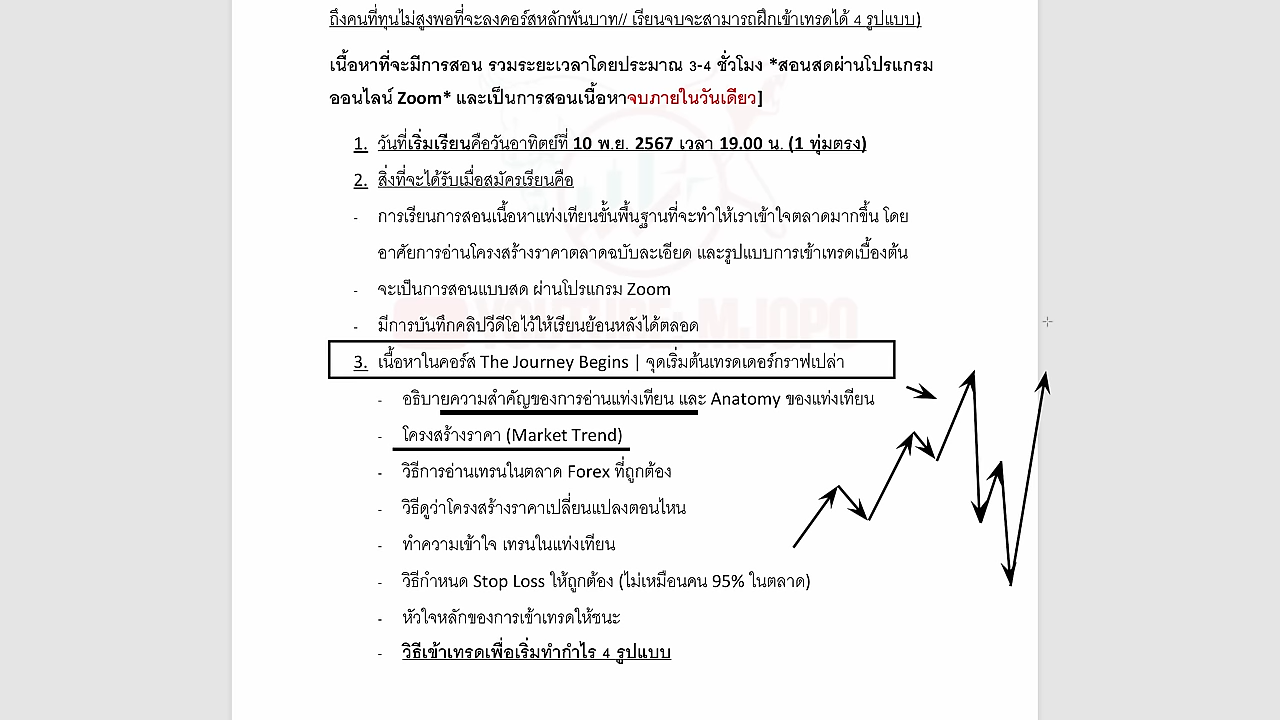 ถึงคนที่ทุนไม่สูงพอที่จะลงคอร์สหลักพันบาท// เรียนจบจะสามารถฝึกเข้าเทรดได้ 4 รูปแบบ)
เนื้อหาที่จะมีการสอน รวมระยะเวลาโดยประมาณ 3-4 ชั่วโมง *สอนสดผ่านโปรแกรม
ออนไลน์ Zoom* และเป็นการสอนเนื้อหาจบภายในวันเดียว]
1. วันที่เริ่มเรียนคือวันอาทิตย์ที่ 10 พ.ย. 2567 เวลา 19.00 น. (1 ทุ่มตรง)
2. สิ่งที่จะได้รับเมื่อสมัครเรียนคือ
- การเรียนการสอนเนื้อหาแท่งเทียนขั้นพื้นฐานที่จะทำให้เราเข้าใจตลาดมากขึ้น โดย
อาศัยการอ่านโครงสร้างราคาตลาดฉบับละเอียด และรูปแบบการเข้าเทรดเบื้องต้น
- จะเป็นการสอนแบบสด ผ่านโปรแกรม Zoom
YOUTUBE: MJOPO
- มีการบันทึกคลิปวีดีโอไว้ให้เรียนย้อนหลังได้ตลอด
3. เนื้อหาในคอร์ส The Journey Begins | จุดเริ่มต้นเทรดเดอร์กราฟเปล่า
- อธิบายความสำคัญของการอ่านแท่งเทียน และ Anatomy ของแท่งเทียน
- โครงสร้างราคา (Market Trend)
- วิธีการอ่านเทรนในตลาด Forex ที่ถูกต้อง
- วิธีดูว่าโครงสร้างราคาเปลี่ยนแปลงตอนไหน
- ทำความเข้าใจ เทรนในแท่งเทียน
- วิธีกำหนด Stop Loss ให้ถูกต้อง (ไม่เหมือนคน 95% ในตลาด)
- หัวใจหลักของการเข้าเทรดให้ชนะ
- วิธีเข้าเทรดเพื่อเริ่มทำกำไร 4 รูปแบบ